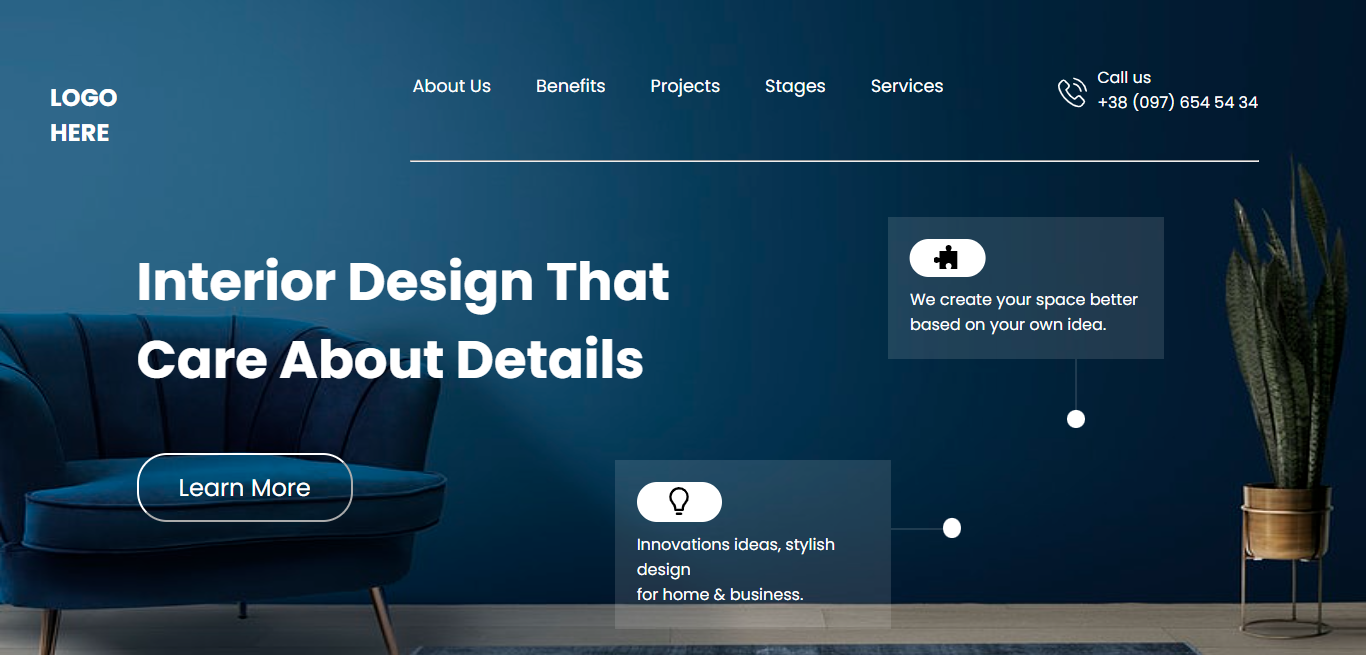 LOGO
HERE
About Us
Benefits
Projects
Stages
Services
Call us
+38 (097) 654 54 34
Interior Design That
Care About Details
Learn More
We create your space better
based on your own idea.
Innovations ideas, stylish
design
for home & business.